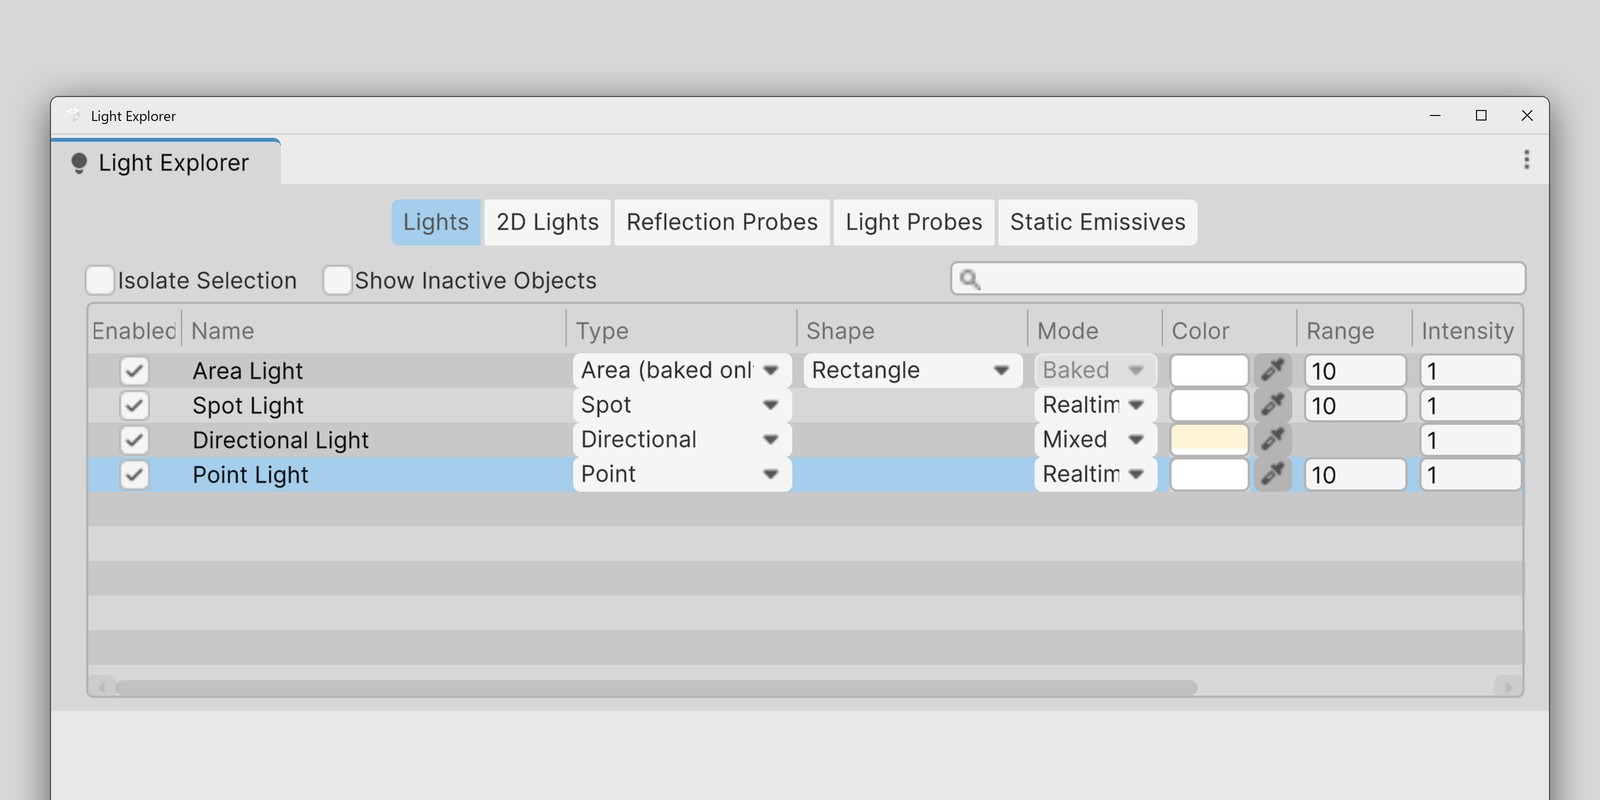 Light Explorer
Light Explorer
Lights 2D Lights Reflection Probes Light Probes Static Emissives
Isolate Selection Show Inactive Objects
Enabled Name Type Shape Mode Color Range Intensity
Area Light Area (baked onl Rectangle Baked 10 1
Spot Light Spot Realtim 10 1
Directional Light Directional Mixed 1
Point Light Point Realtim 10 1